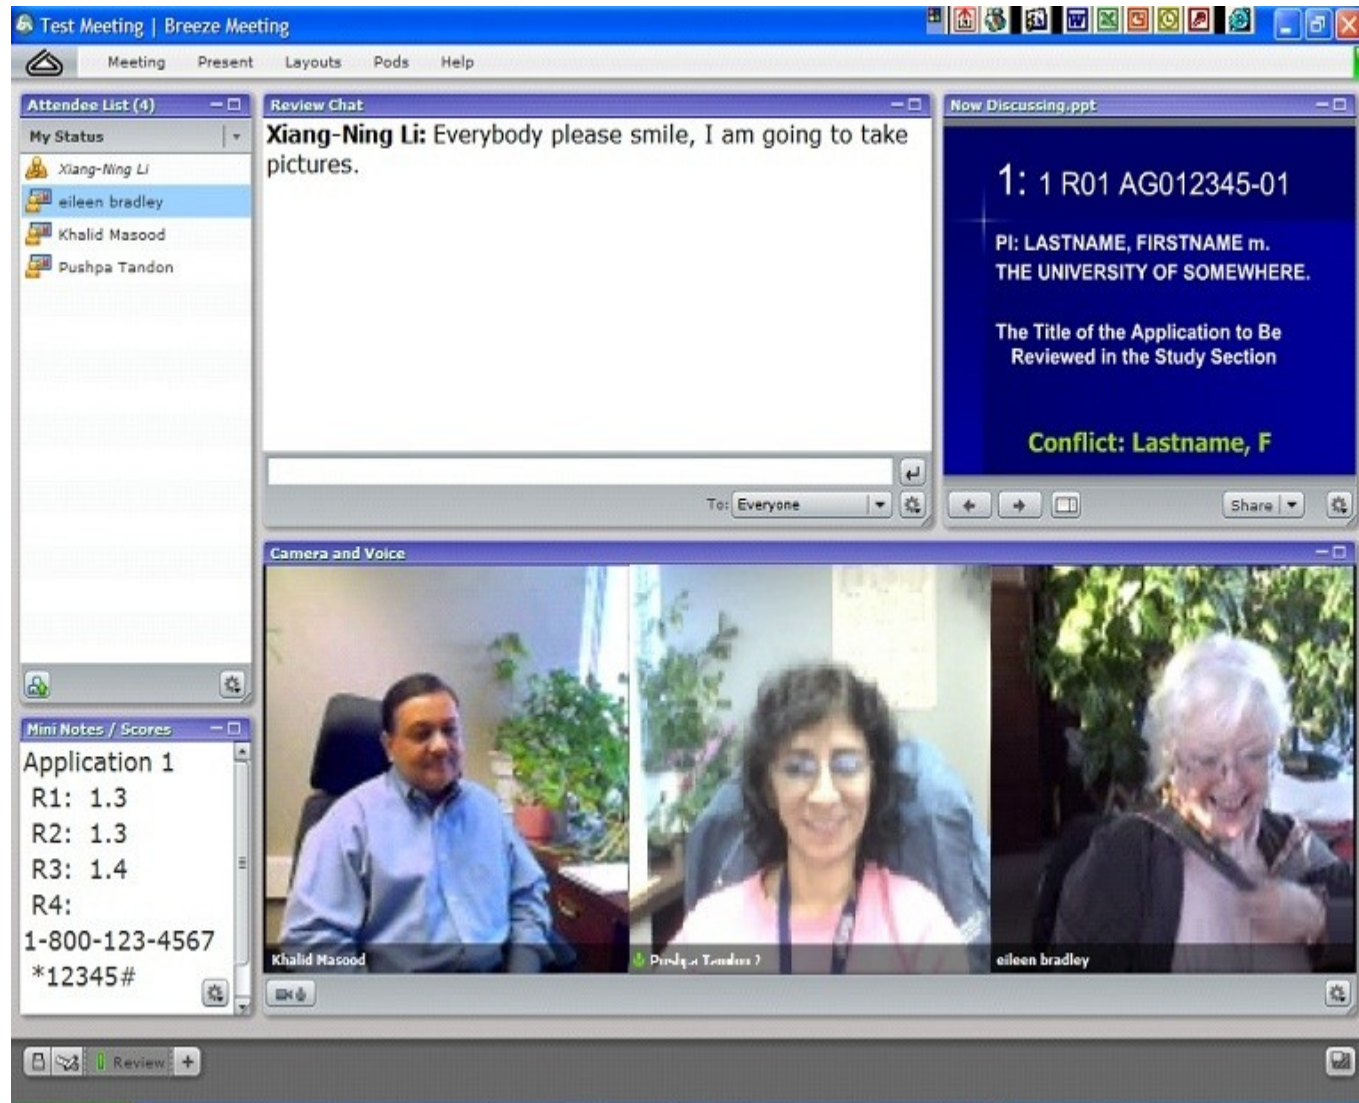 Test Meeting | Breeze Meeting
Meeting Present Layouts Pods Help
Attendee List (4)
My Status
Xiang-Ning Li
eileen bradley
Khalid Masood
Pushpa Tandon
Review Chat
Xiang-Ning Li: Everybody please smile, I am going to take
pictures.
To: Everyone
Now Discussing.ppt
1: 1 R01 AG012345-01
PI: LASTNAME, FIRSTNAME m.
THE UNIVERSITY OF SOMEWHERE.
The Title of the Application to Be
Reviewed in the Study Section
Conflict: Lastname, F
Share
Mini Notes / Scores
Application 1
R1: 1.3
R2: 1.3
R3: 1.4
R4:
1-800-123-4567
*12345#
Camera and Voice
Khalid Masood
Pushpa Tandon 2
eileen bradley
Review